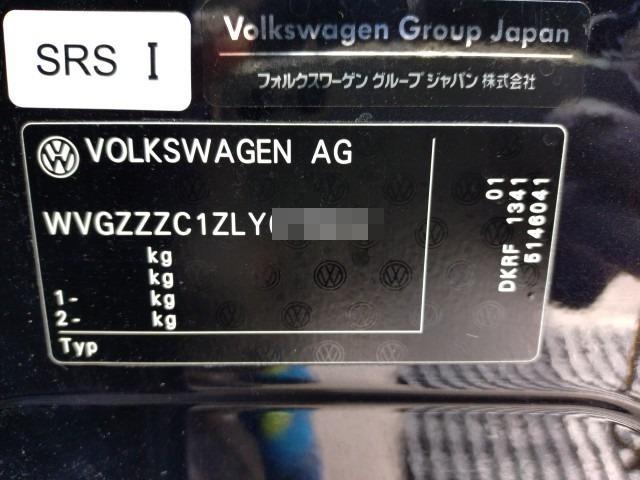 SRS I
Volkswagen Group Japan
フォルクスワーゲン グループ ジャパン 株式会社
VOLKSWAGEN AG
WVGZZZC1ZLY
kg
kg
1- kg
2- kg
Typ
01
DKRF 1341
5146041